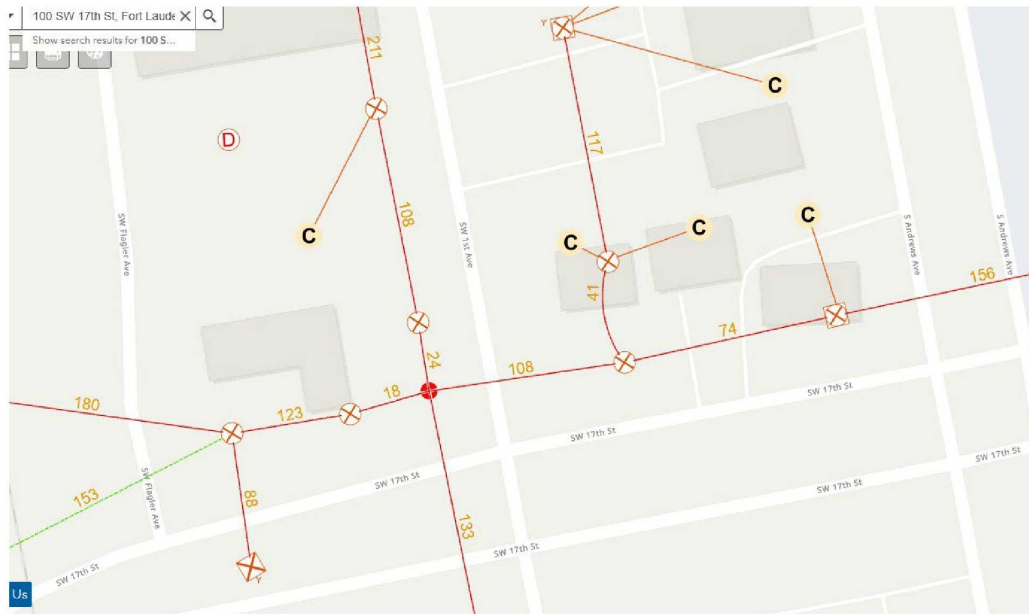 100 SW 17th St, Fort Laude
Show search results for 100 S...
211
Y
C
D
117
108
SW Flagler Ave
SW 1st Ave
C
C
C
C
S Andrews Ave
S Andrews Ave
156
41
74
24
108
18
180
123
SW 17th St
SW 17th St
SW Flagler Ave
SW 17th St
SW 17th St
SW 17th St
153
88
133
SW 17th St
SW 17th St
Y
Us